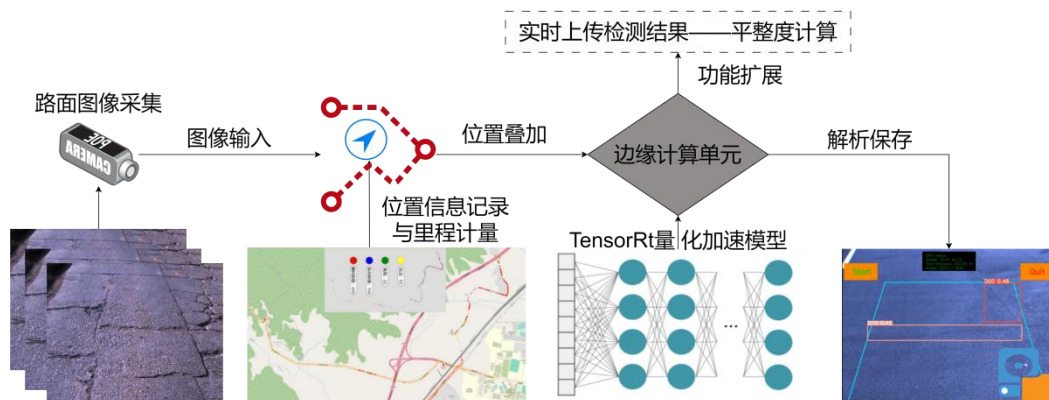 实时上传检测结果——平整度计算
功能扩展
路面图像采集
POE
CAMERA
图像输入
位置叠加
边缘计算单元
解析保存
位置信息记录
与里程计量
TensorRt量 化加速模型
...
Start
Quit
D00: 0.46